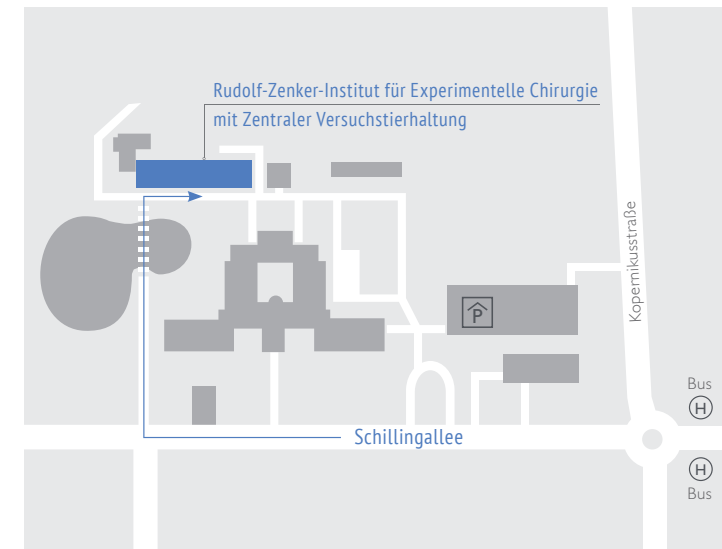 Rudolf-Zenker-Institut für Experimentelle Chirurgie
mit Zentraler Versuchstierhaltung
Kopernikusstraße
P
Bus
H
Schillingallee
H
Bus